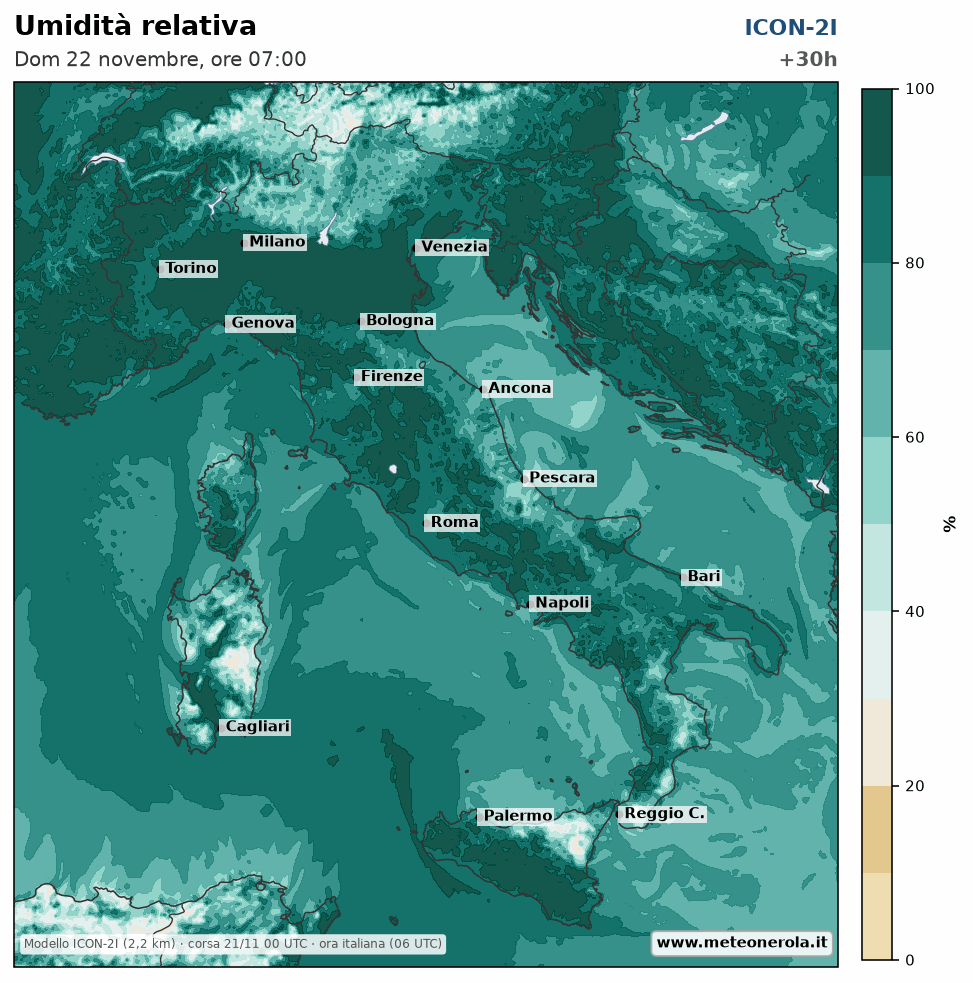 Umidità relativa
ICON-2I
Dom 22 novembre, ore 07:00
+30h
100
80
60
40
20
0
%
Milano
Venezia
Torino
Genova
Bologna
Firenze
Ancona
Pescara
Roma
Bari
Napoli
Cagliari
Palermo
Reggio C.
Modello ICON-2I (2,2 km) · corsa 21/11 00 UTC · ora italiana (06 UTC)
www.meteonerola.it